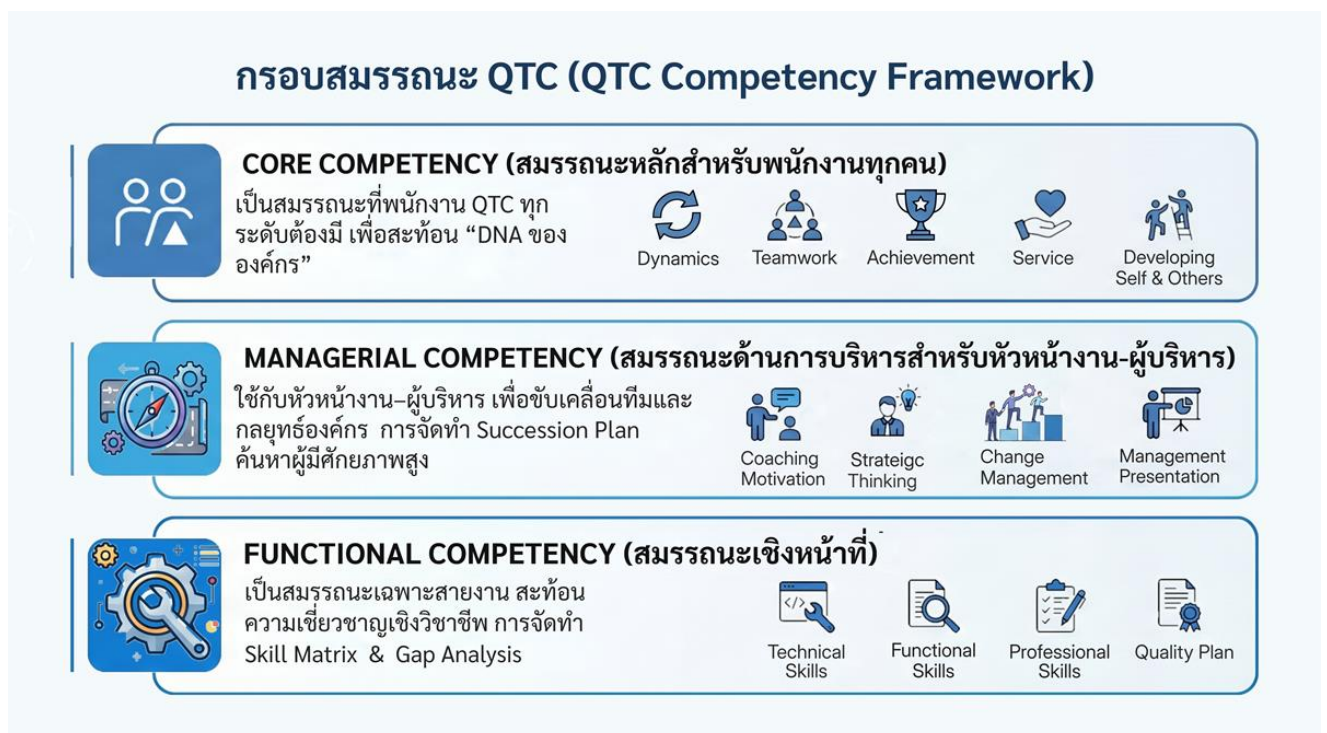 กรอบสมรรถนะ QTC (QTC Competency Framework)
CORE COMPETENCY (สมรรถนะหลักสำหรับพนักงานทุกคน)
เป็นสมรรถนะที่พนักงาน QTC ทุก
ระดับต้องมี เพื่อสะท้อน “DNA ของ
องค์กร”
Dynamics
Teamwork
Achievement
Service
Developing
Self & Others
MANAGERIAL COMPETENCY (สมรรถนะด้านการบริหารสำหรับหัวหน้างาน-ผู้บริหาร)
ใช้กับหัวหน้างาน–ผู้บริหาร เพื่อขับเคลื่อนทีมและ
กลยุทธ์องค์กร การจัดทำ Succession Plan
ค้นหาผู้มีศักยภาพสูง
Coaching
Motivation
Strateigc
Thinking
Change
Management
Management
Presentation
FUNCTIONAL COMPETENCY (สมรรถนะเชิงหน้าที่)
เป็นสมรรถนะเฉพาะสายงาน สะท้อน
ความเชี่ยวชาญเชิงวิชาชีพ การจัดทำ
Skill Matrix & Gap Analysis
Technical
Skills
Functional
Skills
Professional
Skills
Quality Plan